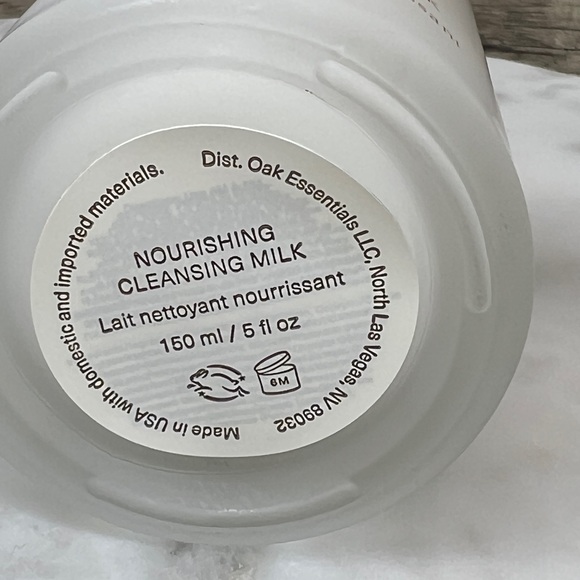 NOURISHING
CLEANSING MILK
Lait nettoyant nourrissant
150 ml / 5 fl oz
6M
Made in USA with domestic and imported materials.
Dist. Oak Essentials LLC, North Las Vegas, NV 89032